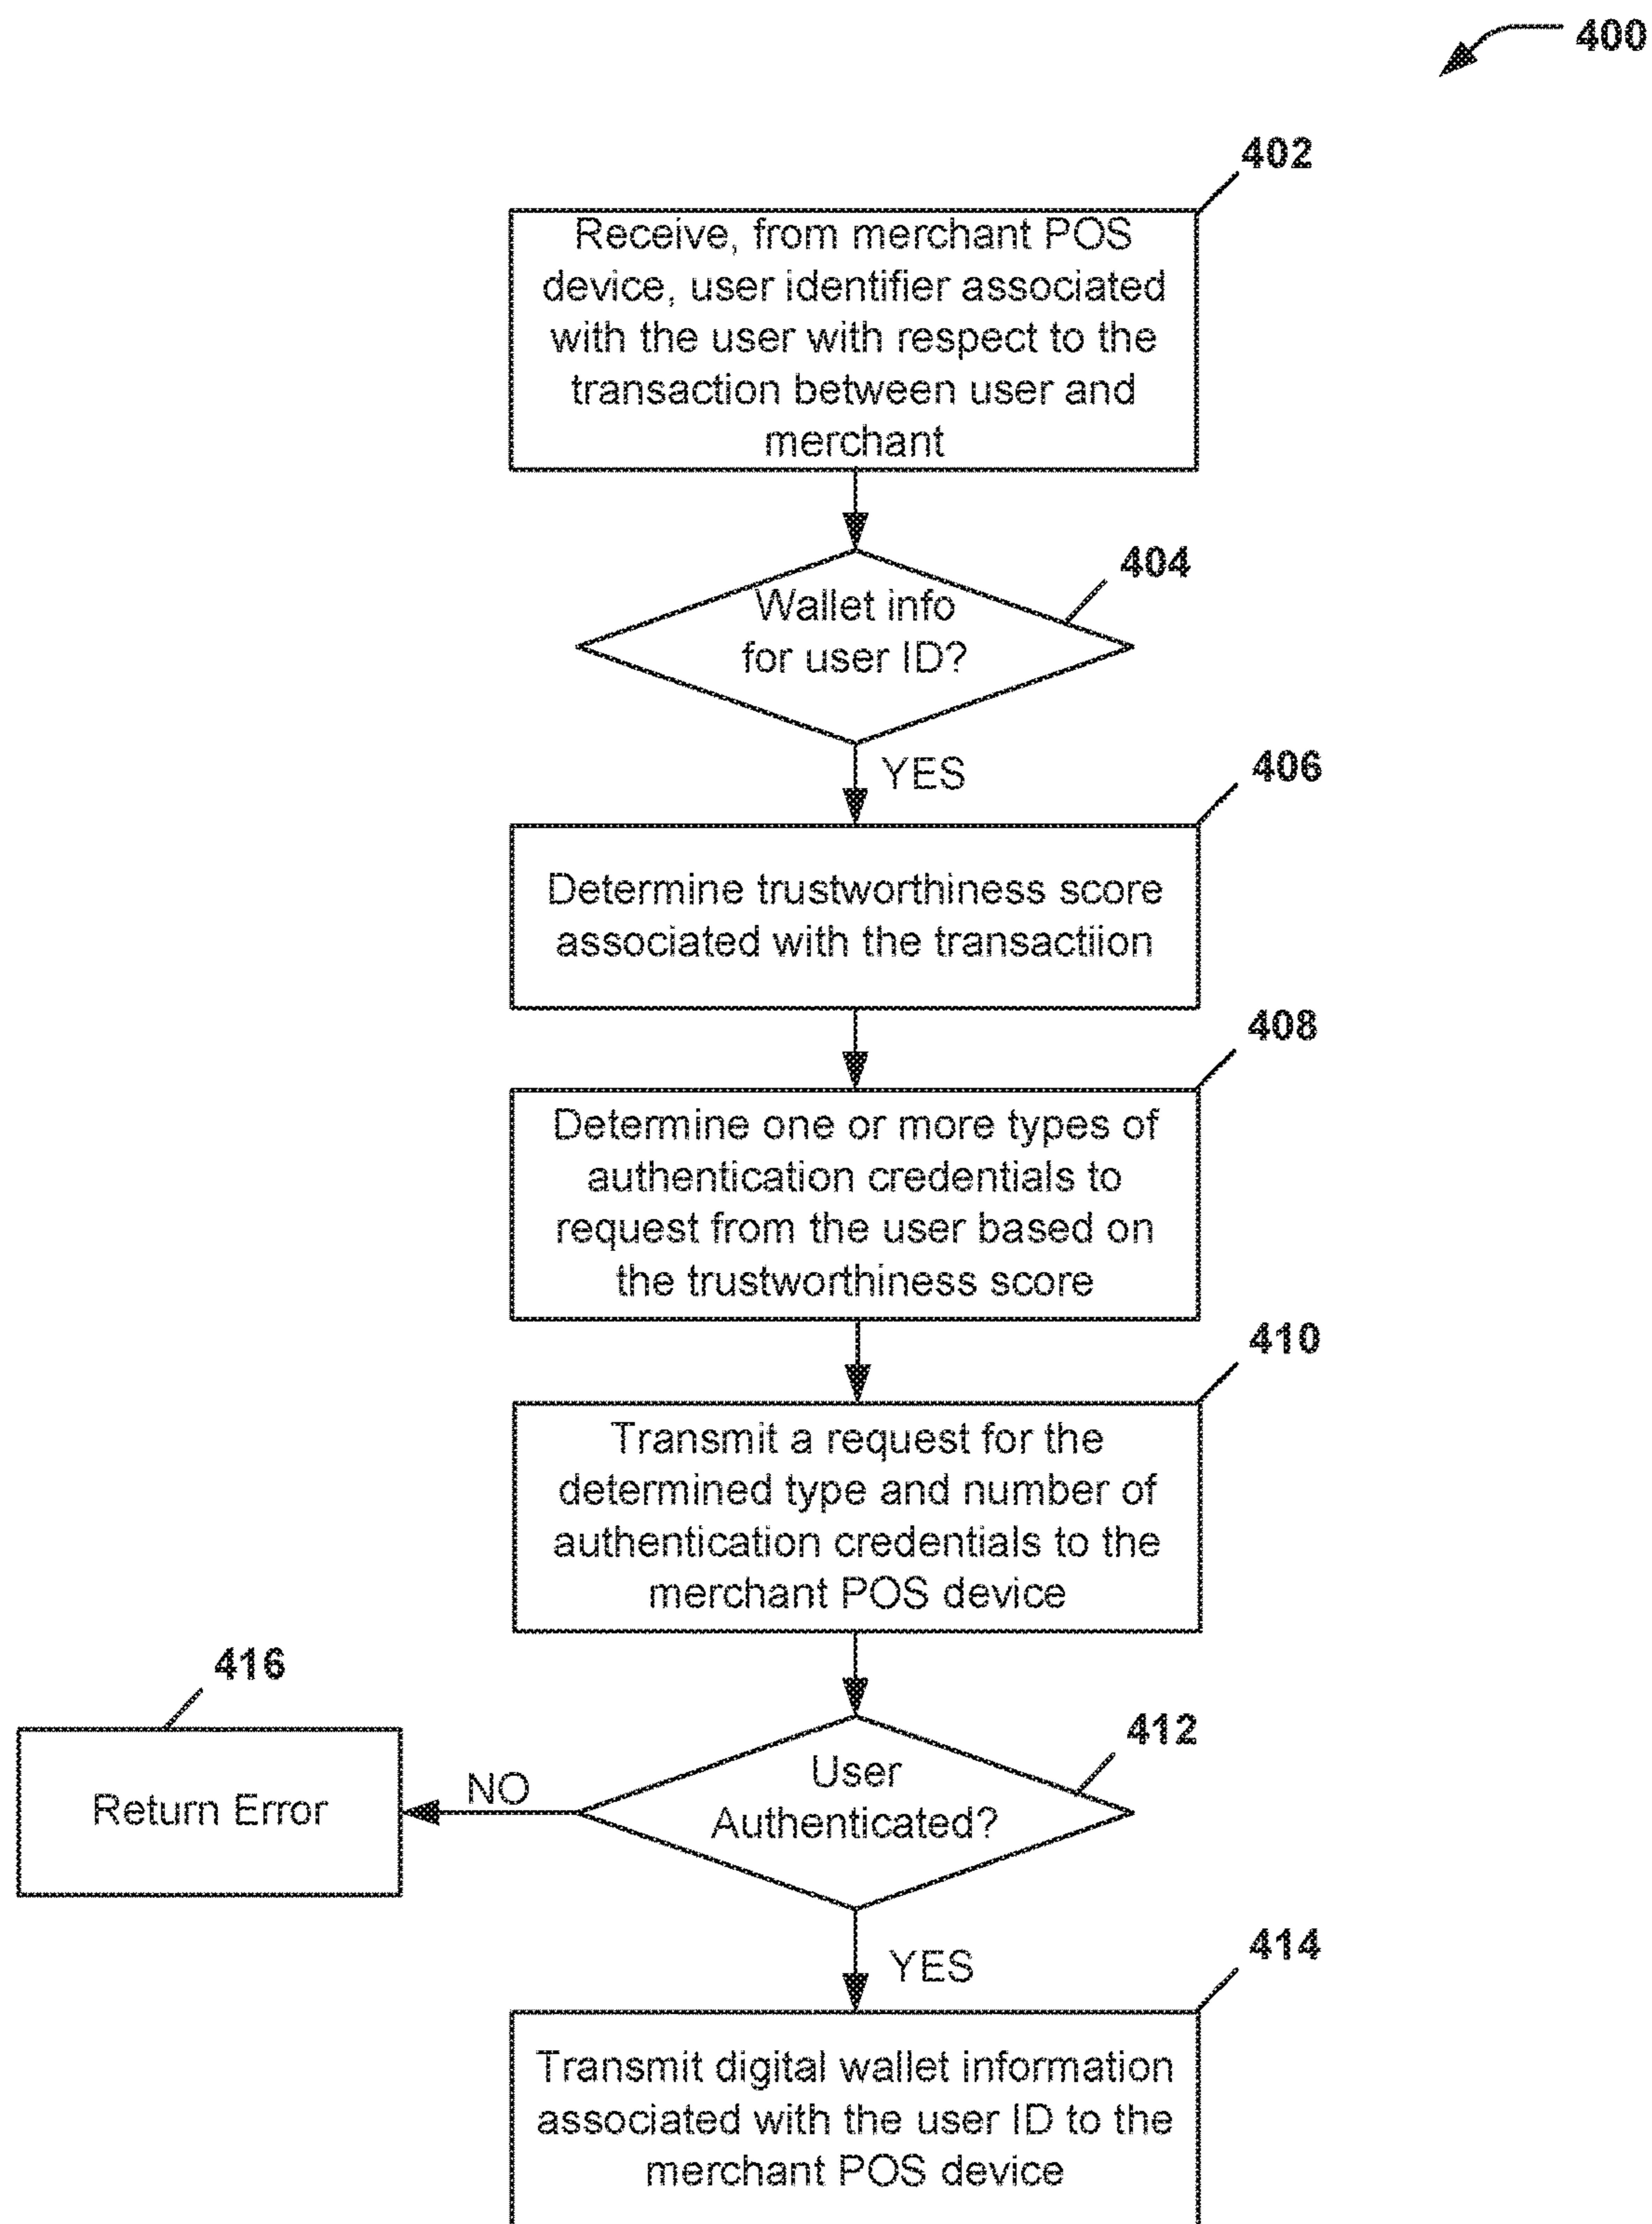 400
402
Receive, from merchant POS
device, user identifier associated
with the user with respect to the
transaction between user and
merchant
404
Wallet info
for user ID?
YES
406
Determine trustworthiness score
associated with the transactiion
408
Determine one or more types of
authentication credentials to
request from the user based on
the trustworthiness score
410
Transmit a request for the
determined type and number of
authentication credentials to the
merchant POS device
416
Return Error
NO
412
User
Authenticated?
YES
414
Transmit digital wallet information
associated with the user ID to the
merchant POS device